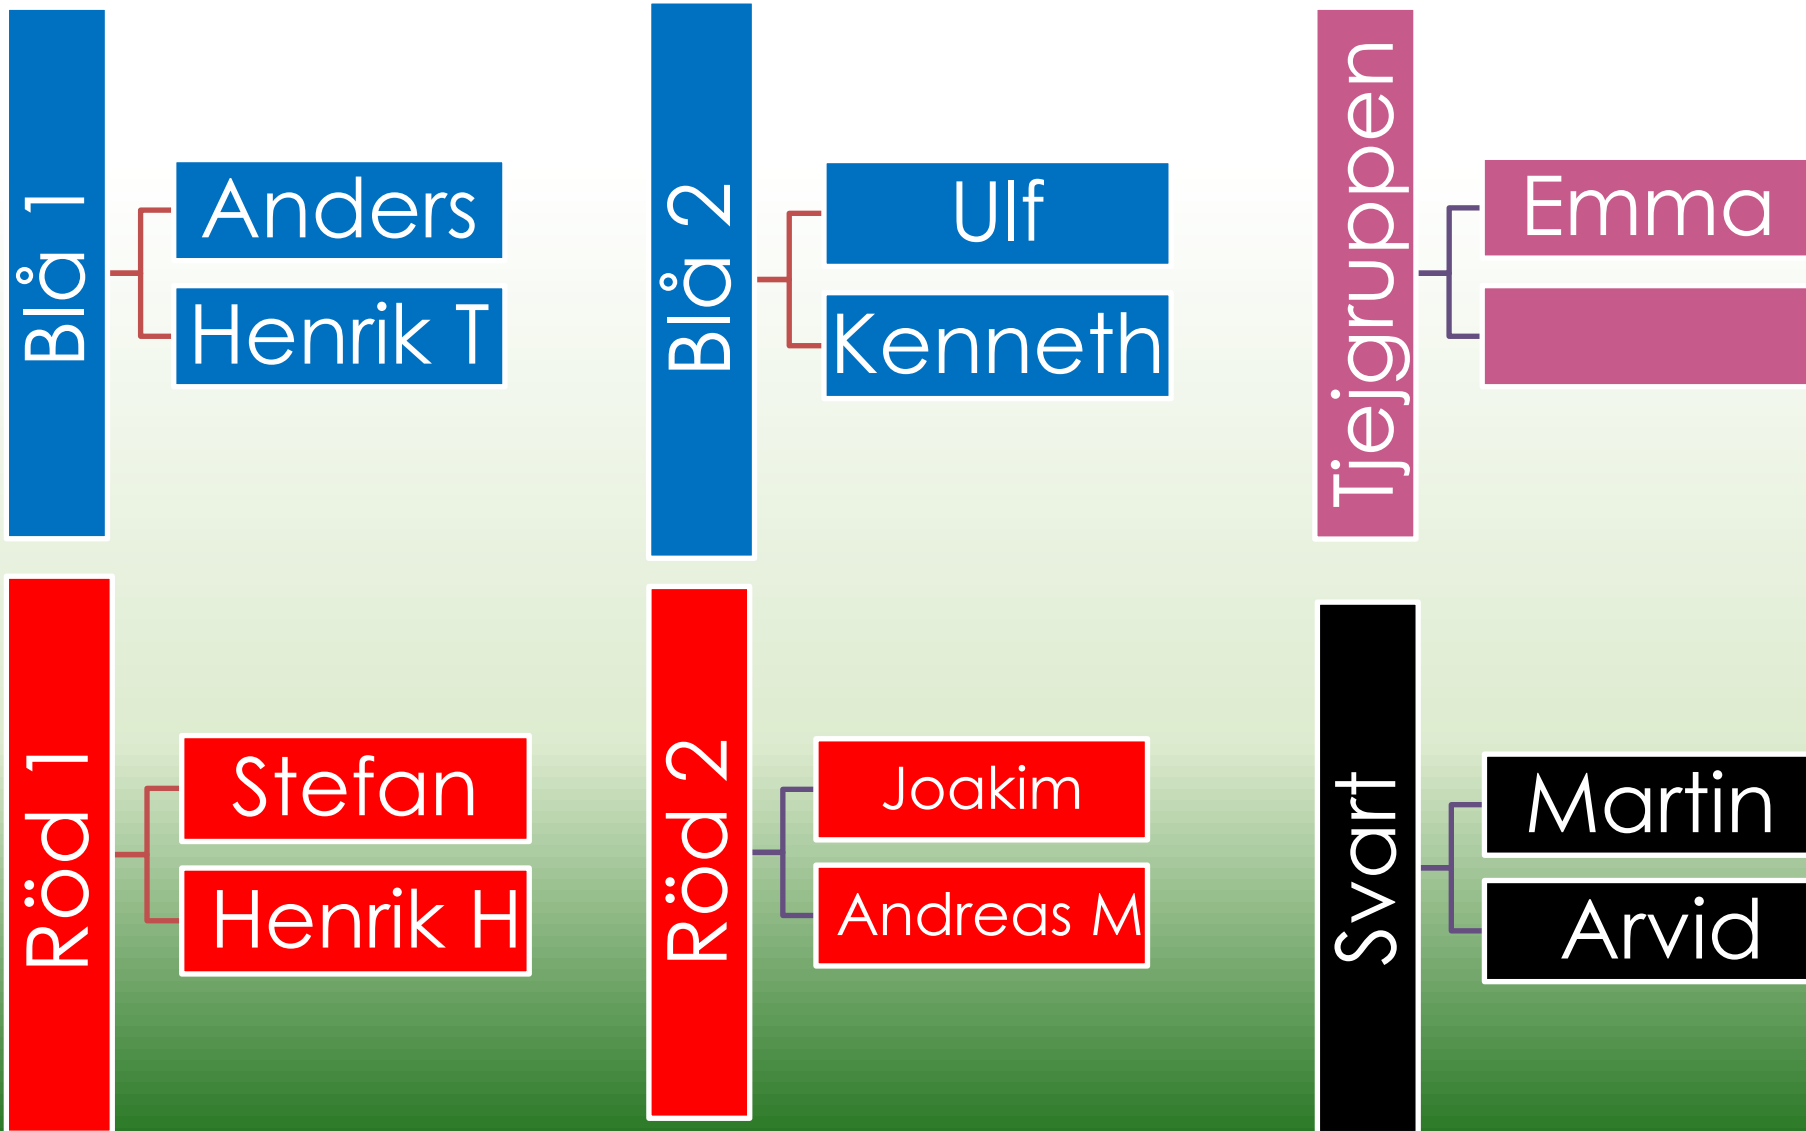 Blå 1
Anders
Henrik T
Blå 2
Ulf
Kenneth
Tjejgruppen
Emma
Röd 1
Stefan
Henrik H
Röd 2
Joakim
Andreas M
Svart
Martin
Arvid